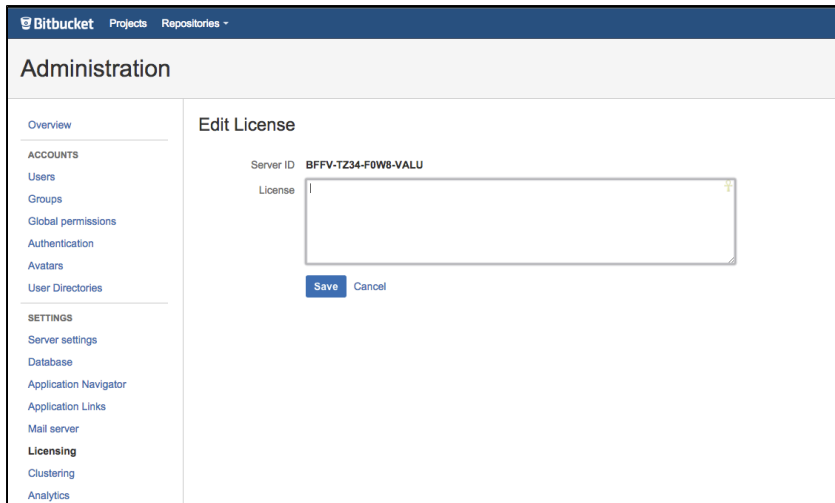 Bitbucket Projects Repositories
Administration
Overview
ACCOUNTS
Users
Groups
Global permissions
Authentication
Avatars
User Directories
SETTINGS
Server settings
Database
Application Navigator
Application Links
Mail server
Licensing
Clustering
Analytics
Edit License
Server ID BFFV-TZ34-F0W8-VALU
License
Save Cancel